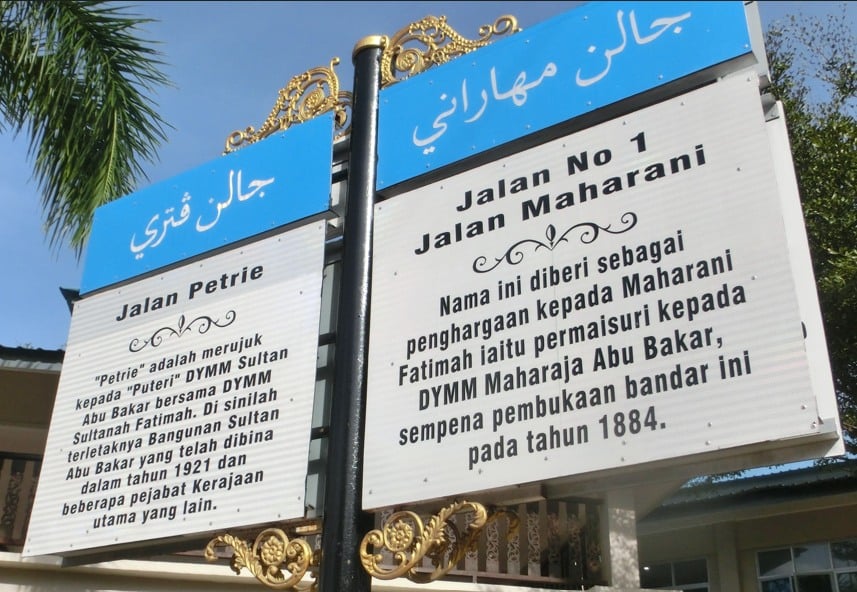 جالن ڤتري
Jalan Petrie
"Petrie" adalah merujuk
kepada "Puteri" DYMM Sultan
Abu Bakar bersama DYMM
Sultanah Fatimah. Di sinilah
terletaknya Bangunan Sultan
Abu Bakar yang telah dibina
dalam tahun 1921 dan
beberapa pejabat Kerajaan
utama yang lain.
جالن مهاراني
Jalan No 1
Jalan Maharani
Nama ini diberi sebagai
penghargaan kepada Maharani
Fatimah iaitu permaisuri kepada
DYMM Maharaja Abu Bakar,
sempena pembukaan bandar ini
pada tahun 1884.